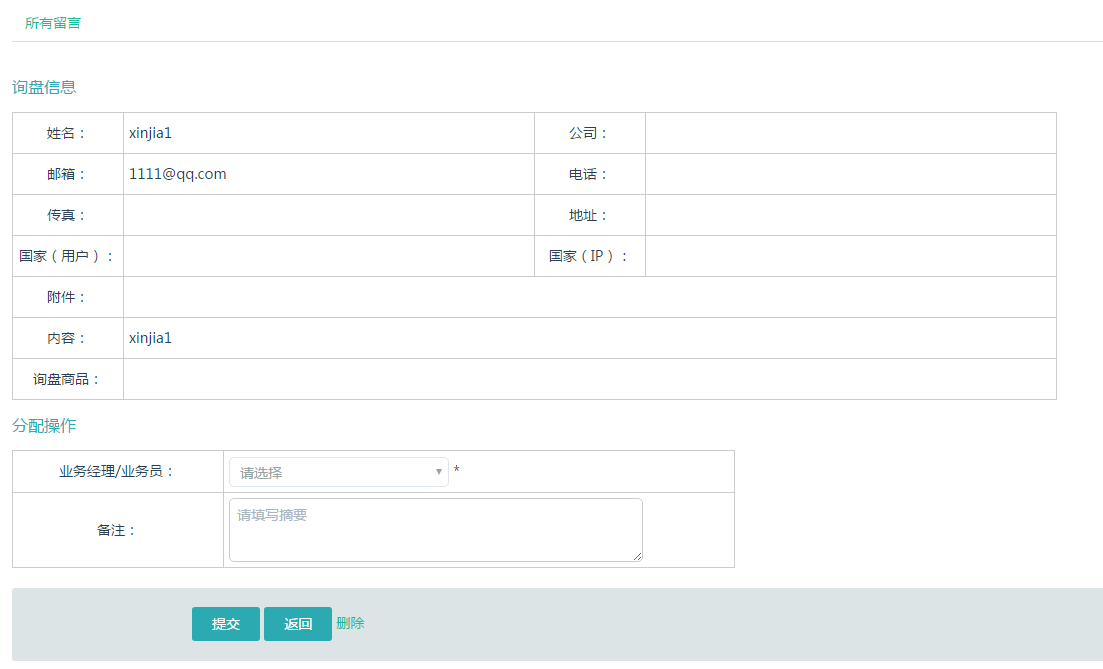 所有留言
询盘信息
姓名： xinjia1 公司：
邮箱： 1111@qq.com 电话：
传真： 地址：
国家（用户）： 国家（IP）：
附件：
内容： xinjia1
询盘商品：
分配操作
业务经理/业务员： 请选择 *
备注： 请填写摘要
提交 返回 删除